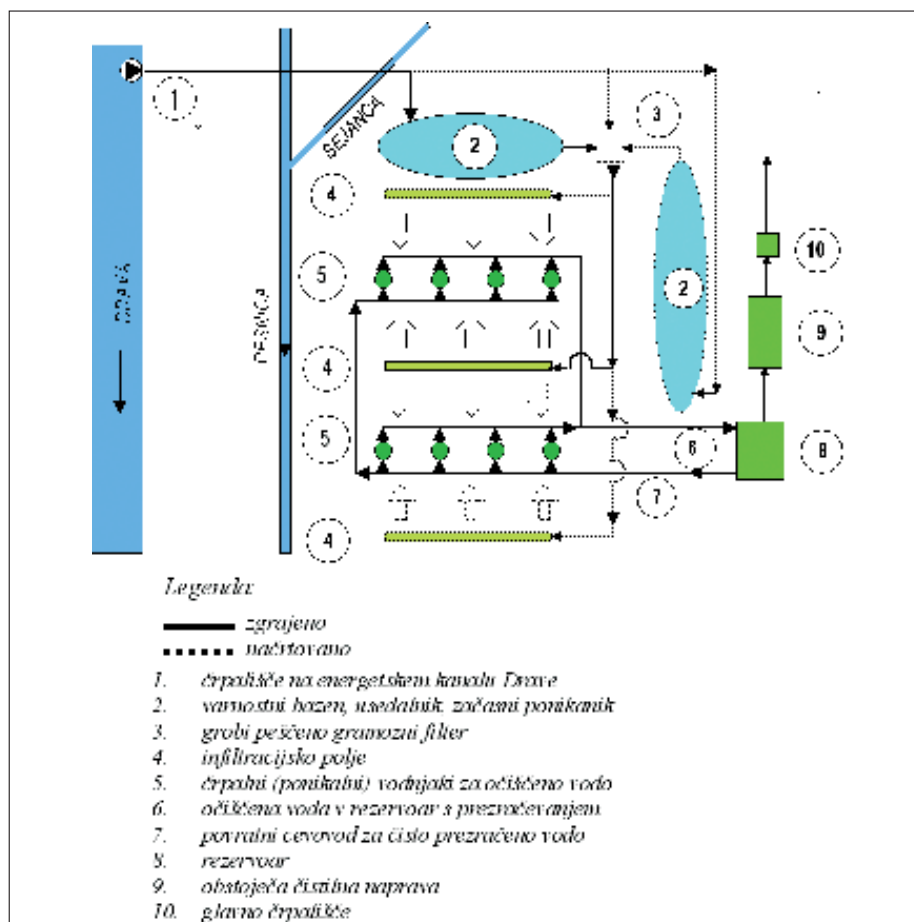 1
SEJANCA
3
2
4
10
5
2
DRAVA
PESNICA
9
4
5
6
8
7
4
Legenda:
zgrajeno
načrtovano
1. črpališče na energetskem kanalu Drave
2. varnostni bazen, usedalnik, začasni ponikanik
3. grobi peščeno gramozni filter
4. infiltracijsko polje
5. črpalni (ponikalni) vodnjaki za očiščeno vodo
6. očiščena voda v rezervoar s prezračevanjem
7. povratni cevovod za čisto prezračeno vodo
8. rezervoar
9. obstoječa čistilna naprava
10. glavno črpališče